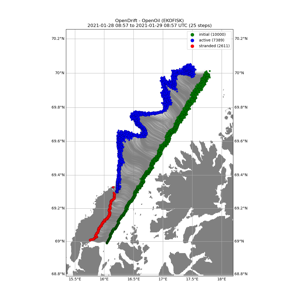 OpenDrift - OpenOil (EKOFISK)
2021-01-28 08:57 to 2021-01-29 08:57 UTC (25 steps)
initial (10000)
active (7389)
stranded (2611)
70.2°N 70.2°N
70°N 70°N
69.8°N 69.8°N
69.6°N 69.6°N
69.4°N 69.4°N
69.2°N 69.2°N
69°N 69°N
68.8°N 68.8°N
15.5°E 16°E 16.5°E 17°E 17.5°E 18°E